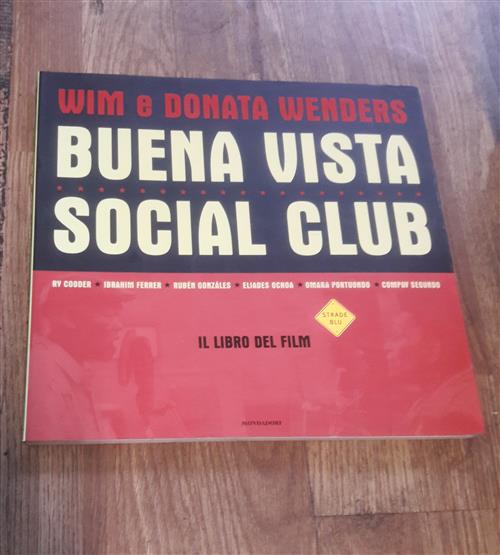 WIM e DONATA WENDERS
BUENA VISTA
SOCIAL CLUB
RY COODER ★ IBRAHIM FERRER ★ RUBÉN GONZÁLES ★ ELIADES OCHOA ★ OMARA PORTUONDO ★ COMPAY SEGUNDO
STRADE
BLU
IL LIBRO DEL FILM
MONDADORI